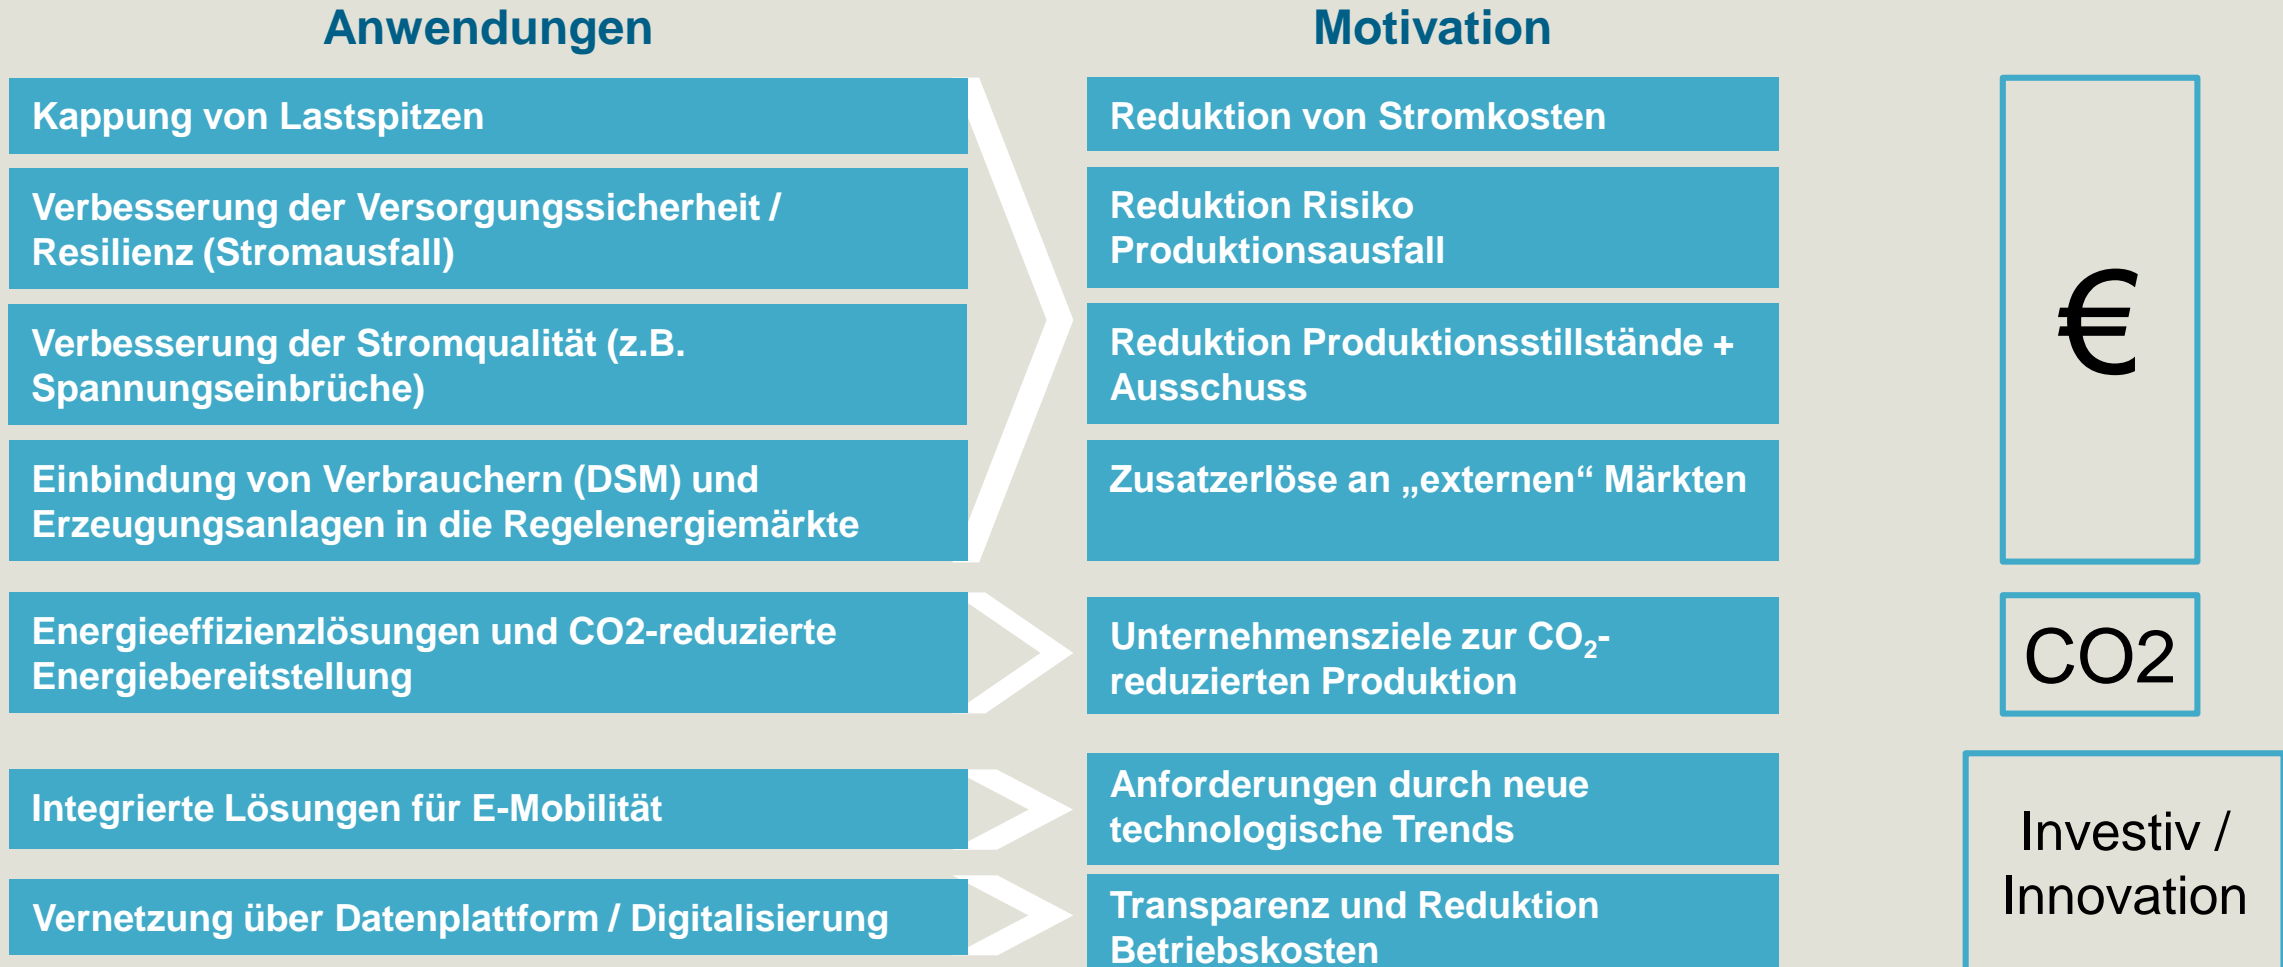 Anwendungen
Motivation
Kappung von Lastspitzen
Reduktion von Stromkosten
Verbesserung der Versorgungssicherheit /
Resilienz (Stromausfall)
Reduktion Risiko
Produktionsausfall
Verbesserung der Stromqualität (z.B.
Spannungseinbrüche)
Reduktion Produktionsstillstände +
Ausschuss
Einbindung von Verbrauchern (DSM) und
Erzeugungsanlagen in die Regelenergiemärkte
Zusatzerlöse an „externen“ Märkten
€
Energieeffizienzlösungen und CO2-reduzierte
Energiebereitstellung
Unternehmensziele zur CO₂-
reduzierten Produktion
CO2
Integrierte Lösungen für E-Mobilität
Anforderungen durch neue
technologische Trends
Vernetzung über Datenplattform / Digitalisierung
Transparenz und Reduktion
Betriebskosten
Investiv /
Innovation